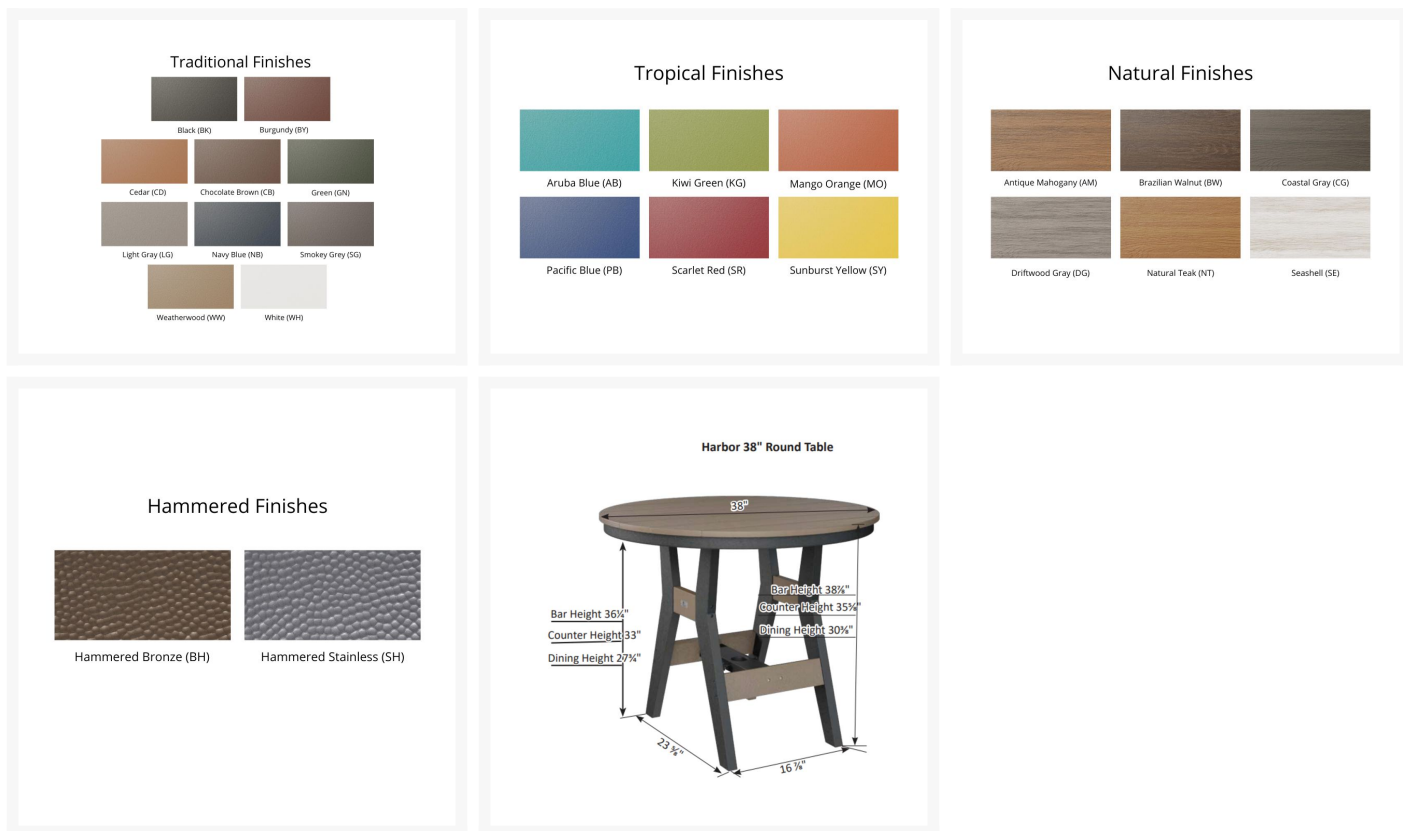 Traditional Finishes
Black (BK)
Burgundy (BY)
Cedar (CD)
Chocolate Brown (CB)
Green (GN)
Light Gray (LG)
Navy Blue (NB)
Smokey Grey (SG)
Weatherwood (WW)
White (WH)
Tropical Finishes
Aruba Blue (AB)
Kiwi Green (KG)
Mango Orange (MO)
Pacific Blue (PB)
Scarlet Red (SR)
Sunburst Yellow (SY)
Natural Finishes
Antique Mahogany (AM)
Brazilian Walnut (BW)
Coastal Gray (CG)
Driftwood Gray (DG)
Natural Teak (NT)
Seashell (SE)
Hammered Finishes
Hammered Bronze (BH)
Hammered Stainless (SH)
Harbor 38" Round Table
38"
Bar Height 36¼"
Counter Height 33"
Dining Height 27¾"
Bar Height 38⅞"
Counter Height 35⅝"
Dining Height 30⅜"
23 ⅝"
16 ⅞"